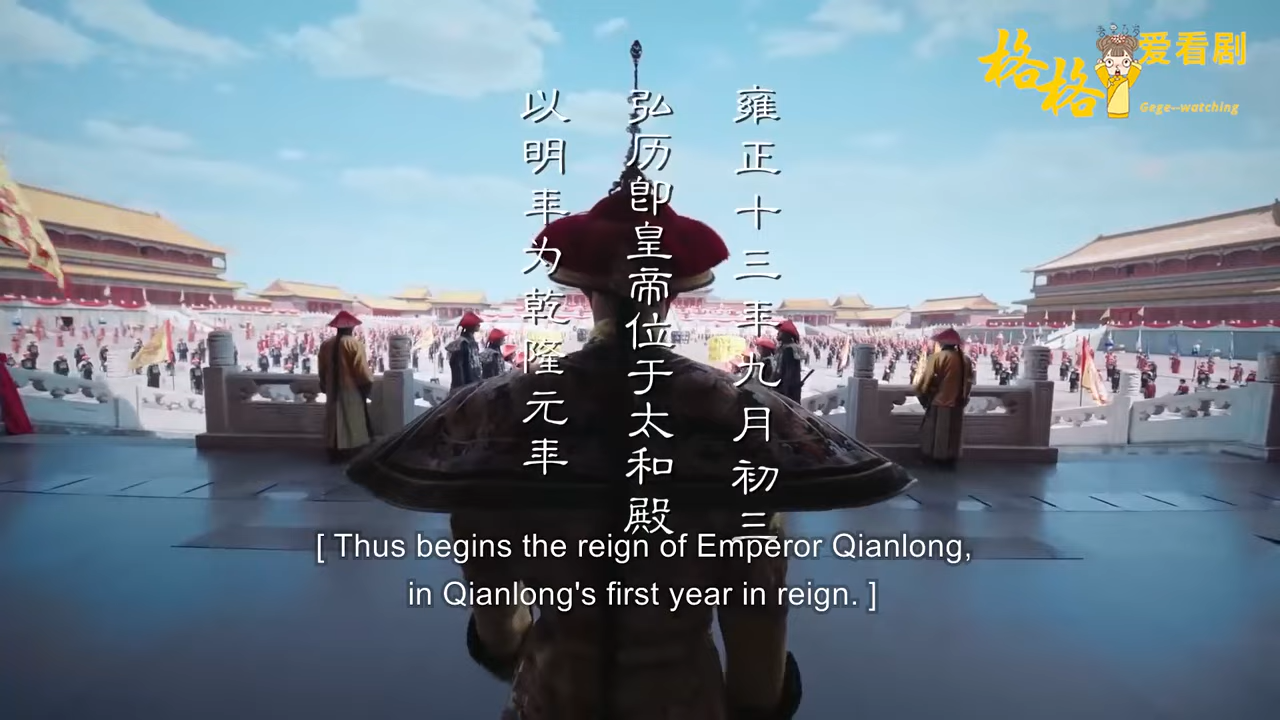 格格
爱看剧
Gege--watching
雍正十三年九月初三
弘历即皇帝位于太和殿
以明年为乾隆元年
[ Thus begins the reign of Emperor Qianlong,
in Qianlong's first year in reign. ]